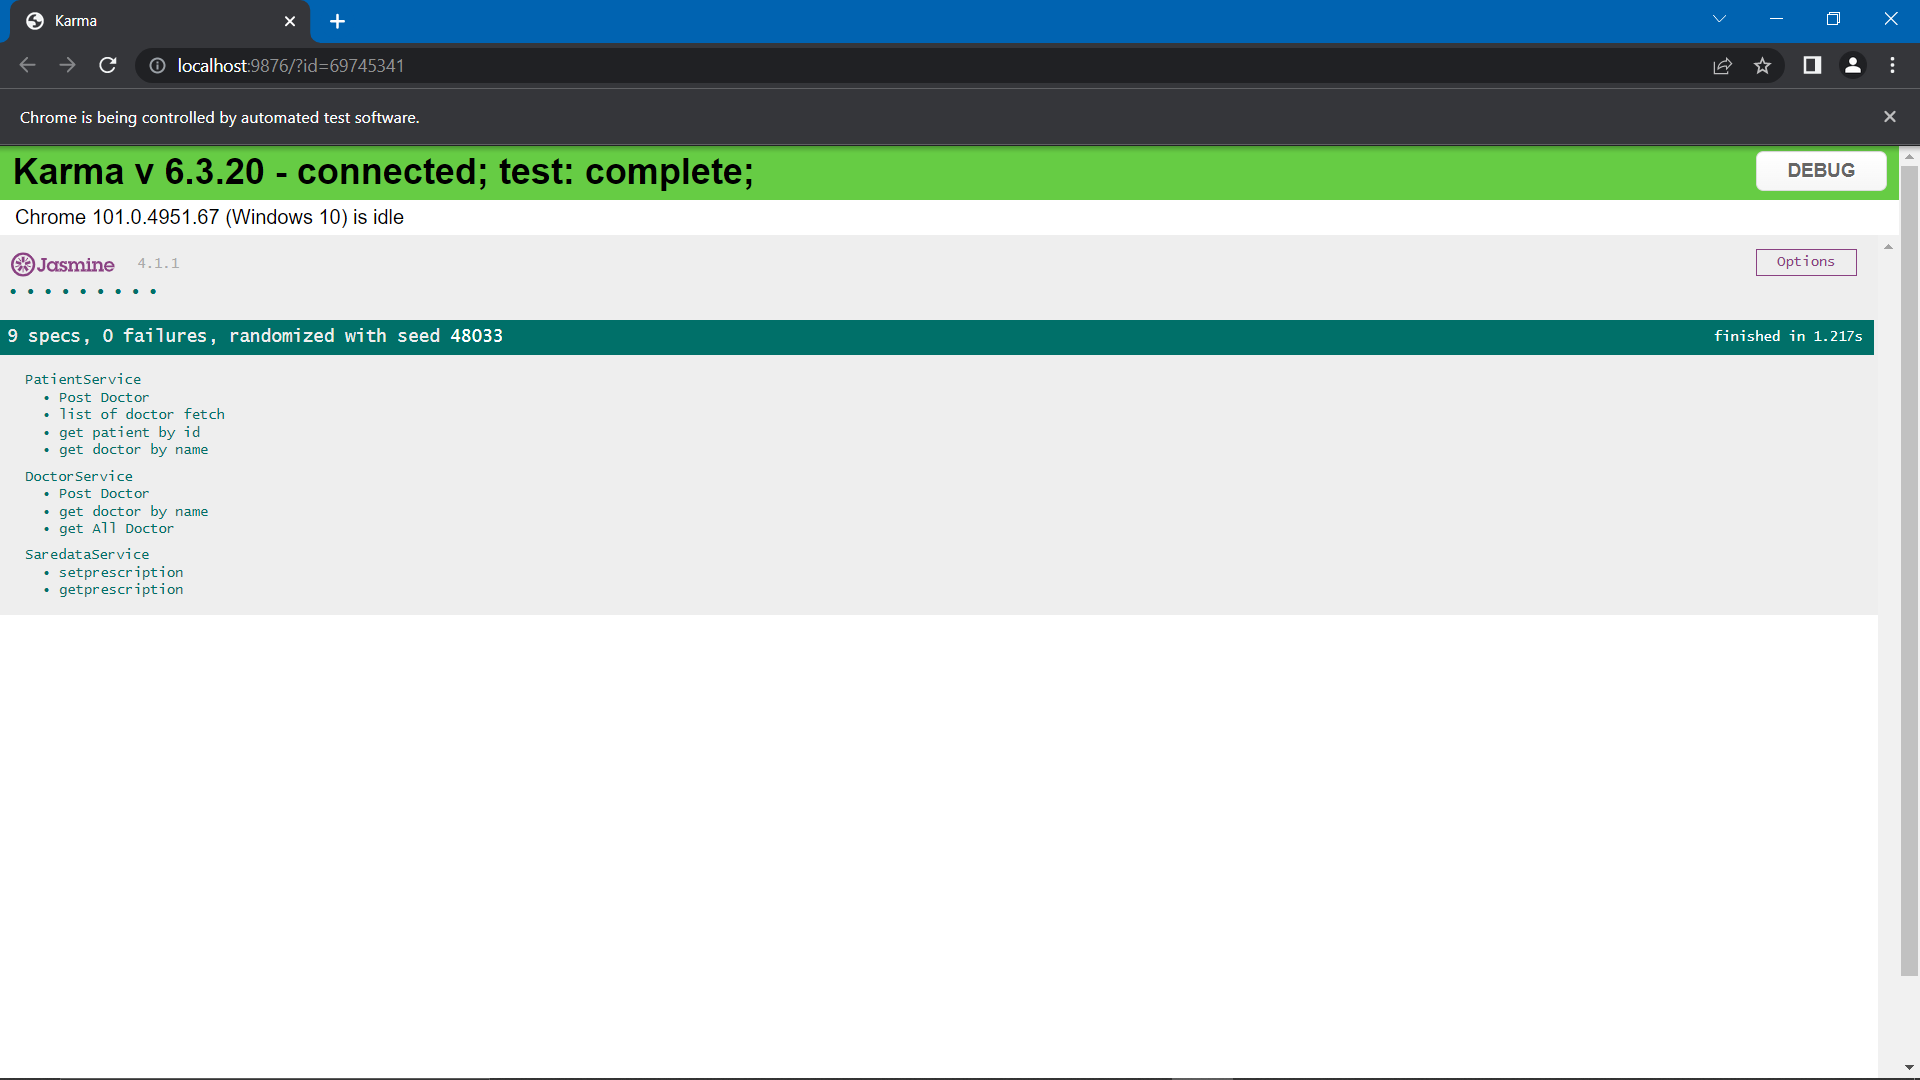 Karma
localhost:9876/?id=69745341
Chrome is being controlled by automated test software.
Karma v 6.3.20 - connected; test: complete;
DEBUG
Chrome 101.0.4951.67 (Windows 10) is idle
Jasmine 4.1.1
Options
• • • • • • • • •
9 specs, 0 failures, randomized with seed 48033
finished in 1.217s
PatientService
• Post Doctor
• list of doctor fetch
• get patient by id
• get doctor by name
DoctorService
• Post Doctor
• get doctor by name
• get All Doctor
SaredataService
• setprescription
• getprescription